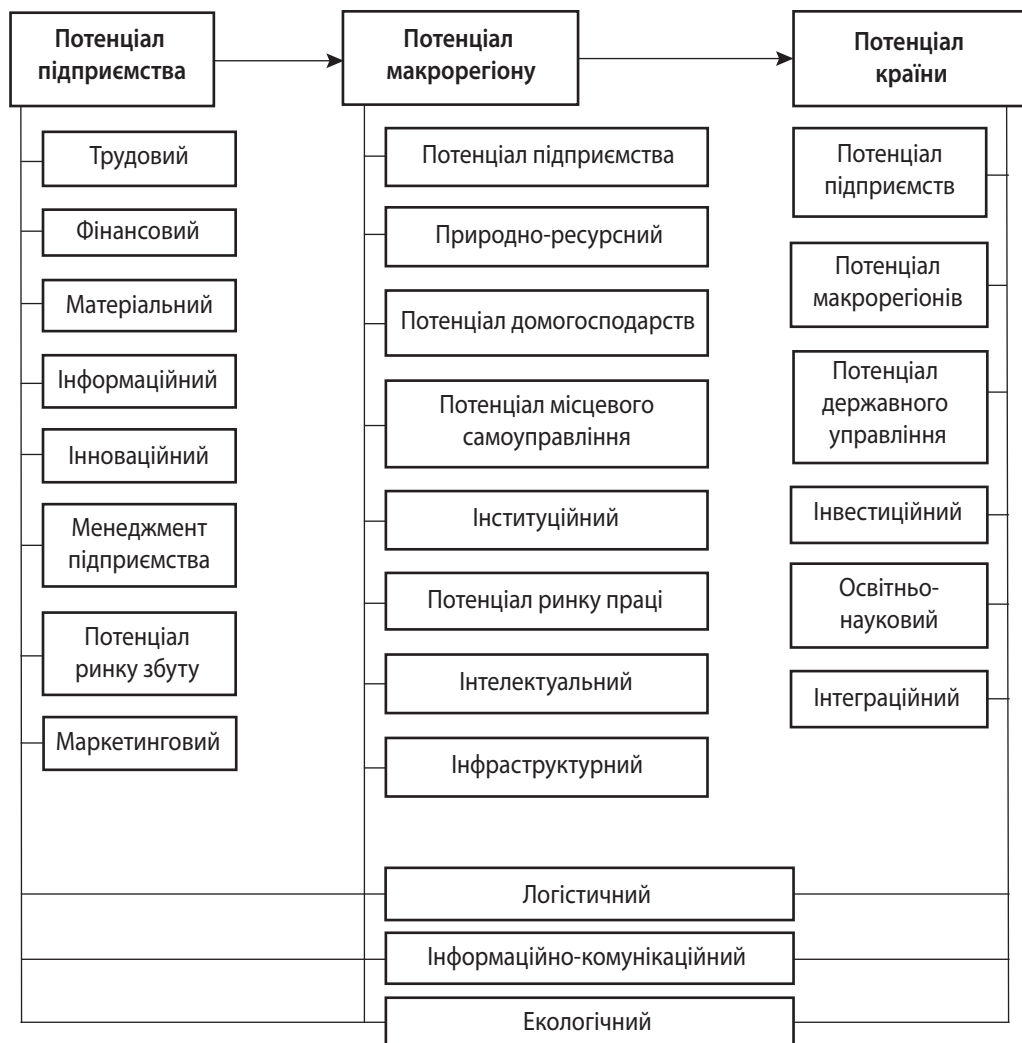 Потенціал
підприємства
Потенціал
макрорегіону
Потенціал
країни
Трудовий
Фінансовий
Матеріальний
Інформаційний
Інноваційний
Менеджмент
підприємства
Потенціал
ринку збуту
Маркетинговий
Потенціал підприємства
Природно-ресурсний
Потенціал домогосподарств
Потенціал місцевого
самоуправління
Інституційний
Потенціал ринку праці
Інтелектуальний
Інфраструктурний
Потенціал
підприємств
Потенціал
макрорегіонів
Потенціал
державного
управління
Інвестиційний
Освітньо-
науковий
Інтеграційний
Логістичний
Інформаційно-комунікаційний
Екологічний